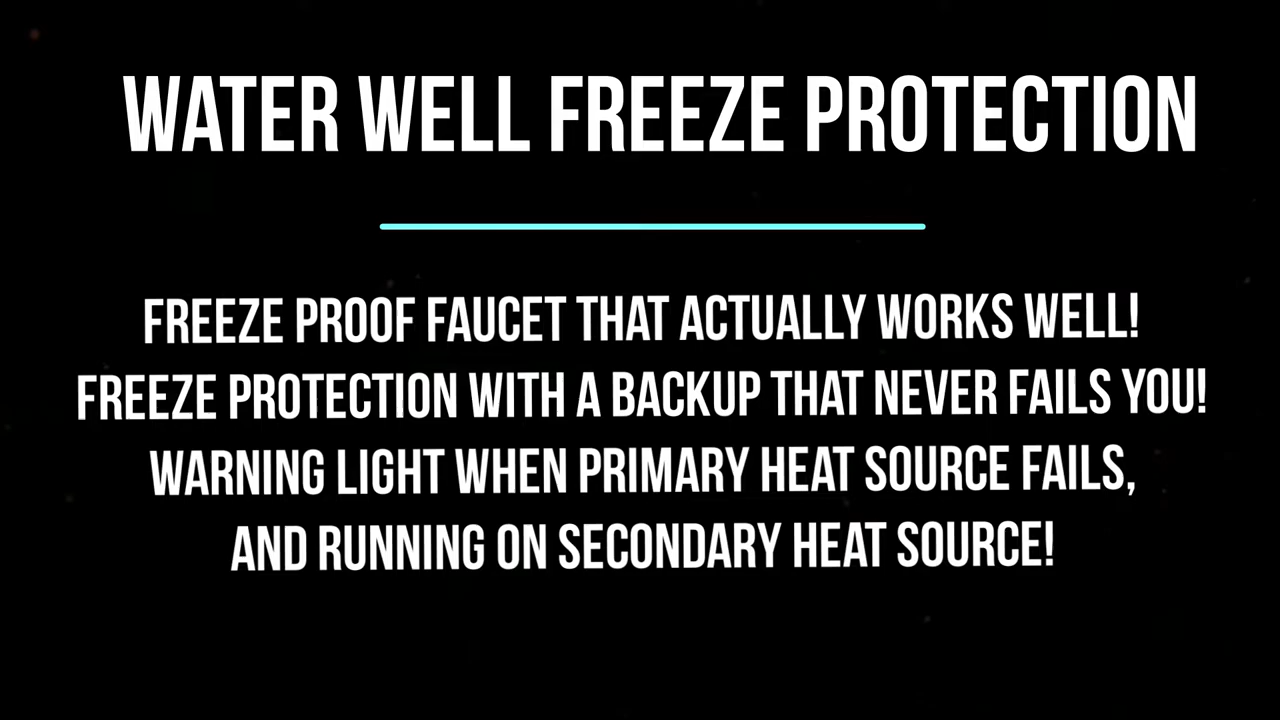 WATER WELL FREEZE PROTECTION
FREEZE PROOF FAUCET THAT ACTUALLY WORKS WELL!
FREEZE PROTECTION WITH A BACKUP THAT NEVER FAILS YOU!
WARNING LIGHT WHEN PRIMARY HEAT SOURCE FAILS,
AND RUNNING ON SECONDARY HEAT SOURCE!